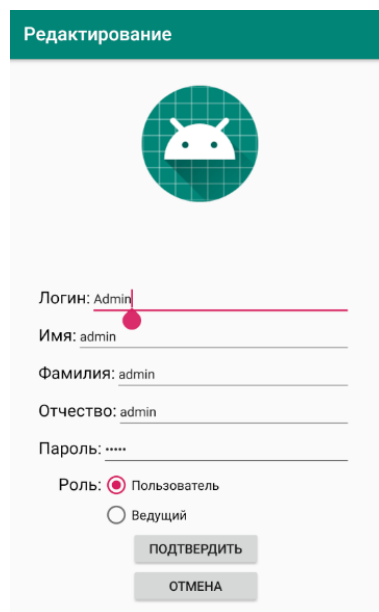 Редактирование
Логин: Admin
Имя: admin
Фамилия: admin
Отчество: admin
Пароль: •••••
Роль: Пользователь
Ведущий
ПОДТВЕРДИТЬ
ОТМЕНА